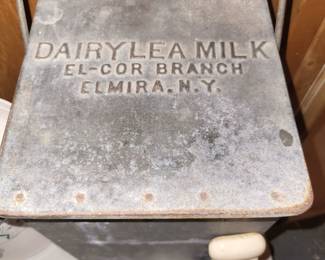 DAIRYLEA MILK
EL-COR BRANCH
ELMIRA. N.Y.